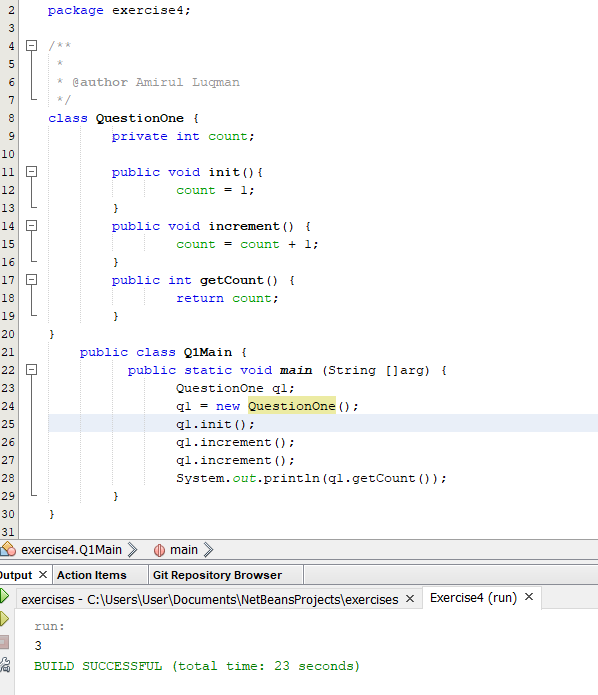 2 package exercise4;
3
4 /**
5 *
6 * @author Amirul Luqman
7 */
8 class QuestionOne {
9 private int count;
10
11 public void init(){
12 count = 1;
13 }
14 public void increment() {
15 count = count + 1;
16 }
17 public int getCount() {
18 return count;
19 }
20 }
21 public class Q1Main {
22 public static void main (String []arg) {
23 QuestionOne q1;
24 q1 = new QuestionOne();
25 q1.init();
26 q1.increment();
27 q1.increment();
28 System.out.println(q1.getCount());
29 }
30 }
31
exercise4.Q1Main main
Output Action Items Git Repository Browser
exercises - C:\Users\User\Documents\NetBeansProjects\exercises Exercise4 (run)
run:
3
BUILD SUCCESSFUL (total time: 23 seconds)